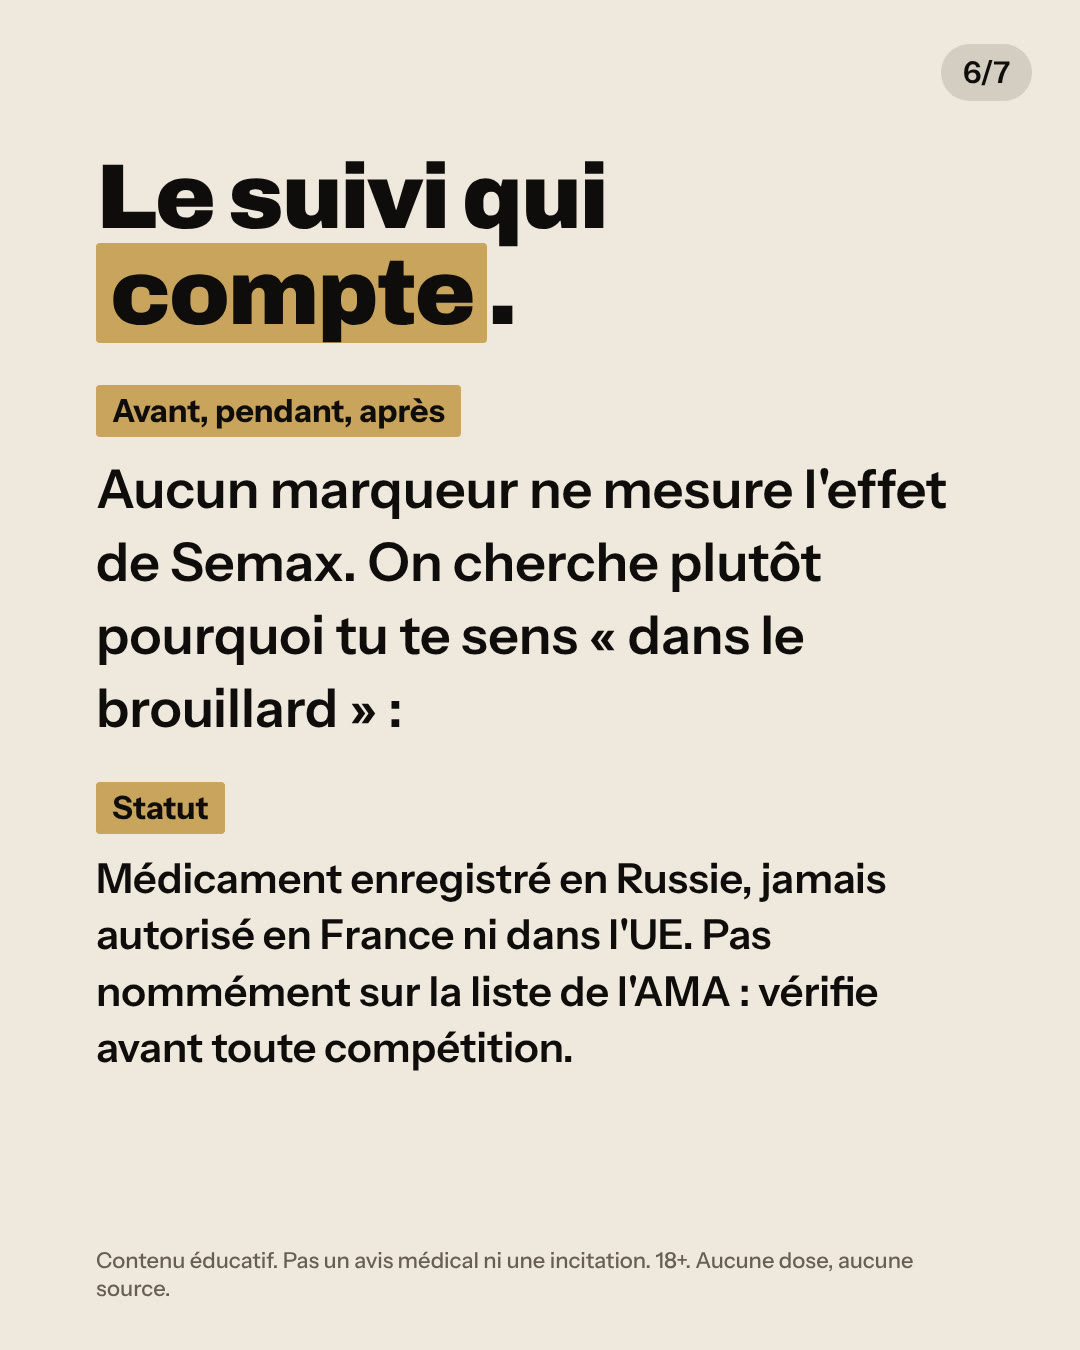 6/7
Le suivi qui
compte.
Avant, pendant, après
Aucun marqueur ne mesure l'effet
de Semax. On cherche plutôt
pourquoi tu te sens « dans le
brouillard » :
Statut
Médicament enregistré en Russie, jamais
autorisé en France ni dans l'UE. Pas
nommément sur la liste de l'AMA : vérifie
avant toute compétition.
Contenu éducatif. Pas un avis médical ni une incitation. 18+. Aucune dose, aucune
source.